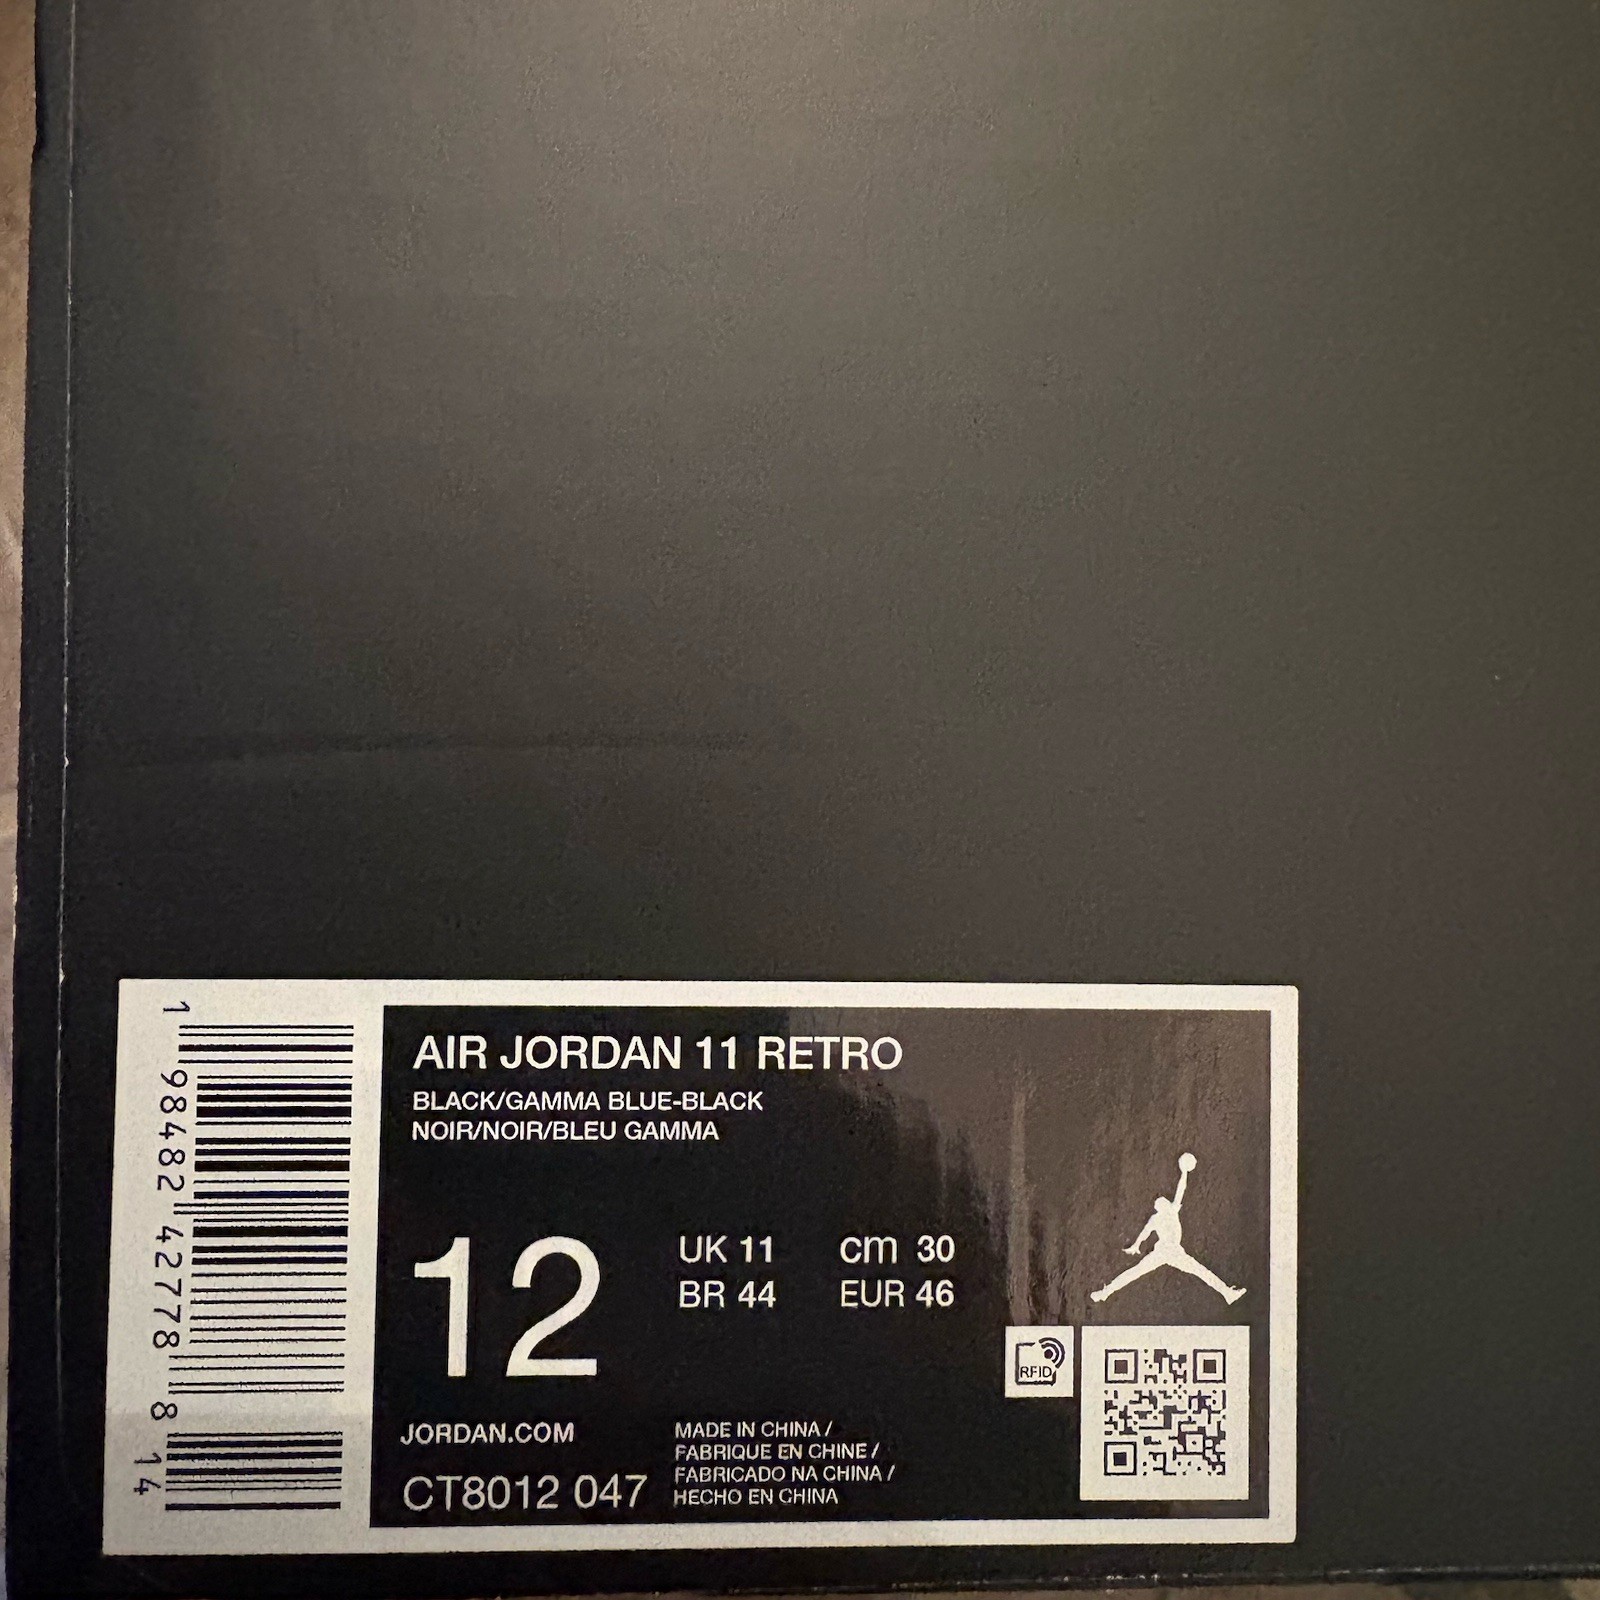 AIR JORDAN 11 RETRO
BLACK/GAMMA BLUE-BLACK
NOIR/NOIR/BLEU GAMMA
12
UK 11 cm 30
BR 44 EUR 46
RFID
JORDAN.COM
CT8012 047
MADE IN CHINA /
FABRIQUE EN CHINE /
FABRICADO NA CHINA /
HECHO EN CHINA
1 98482 42778 8 14